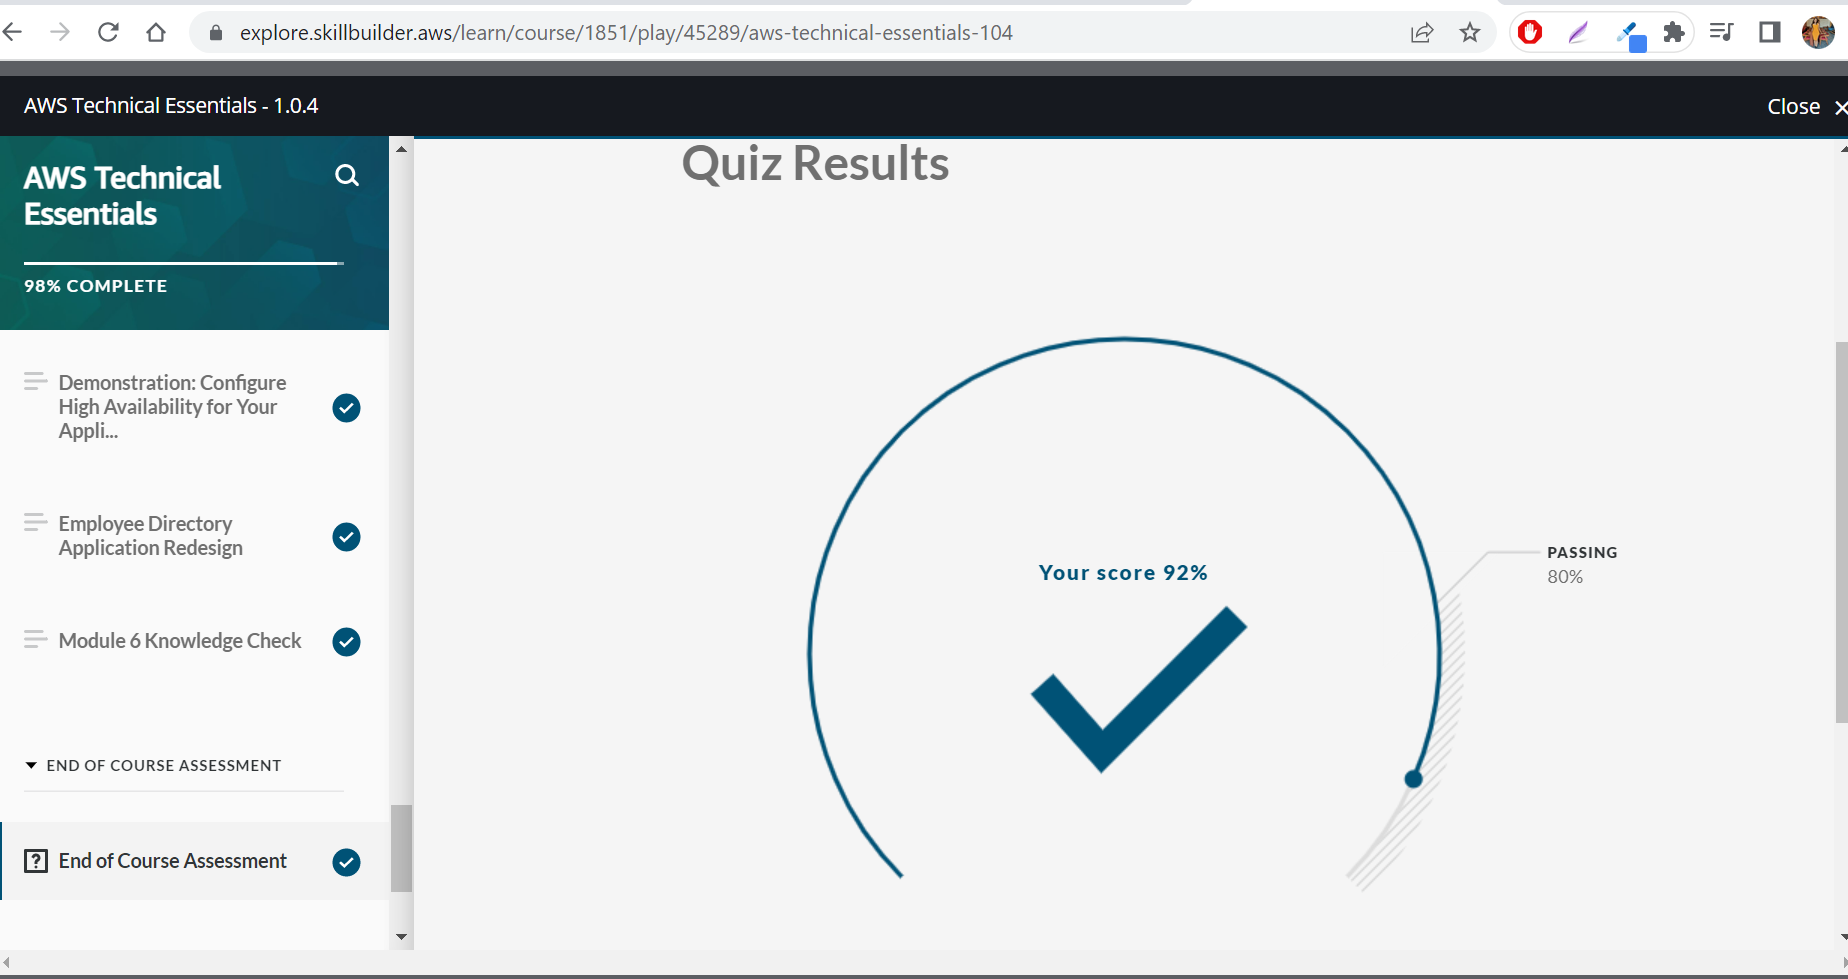 explore.skillbuilder.aws/learn/course/1851/play/45289/aws-technical-essentials-104
AWS Technical Essentials - 1.0.4
Close
AWS Technical
Essentials
98% COMPLETE
Demonstration: Configure
High Availability for Your
Appli...
Employee Directory
Application Redesign
Module 6 Knowledge Check
END OF COURSE ASSESSMENT
End of Course Assessment
Quiz Results
Your score 92%
PASSING
80%